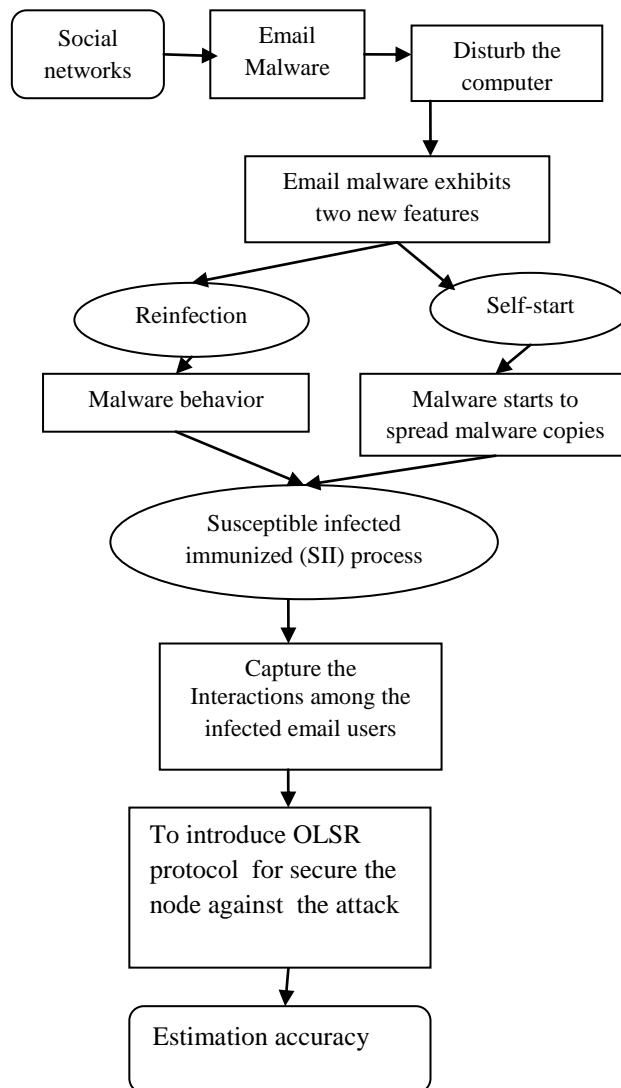 Social
networks
Email
Malware
Disturb the
computer
Email malware exhibits
two new features
Reinfection
Self-start
Malware behavior
Malware starts to
spread malware copies
Susceptible infected
immunized (SII) process
Capture the
Interactions among the
infected email users
To introduce OLSR
protocol for secure the
node against the attack
Estimation accuracy